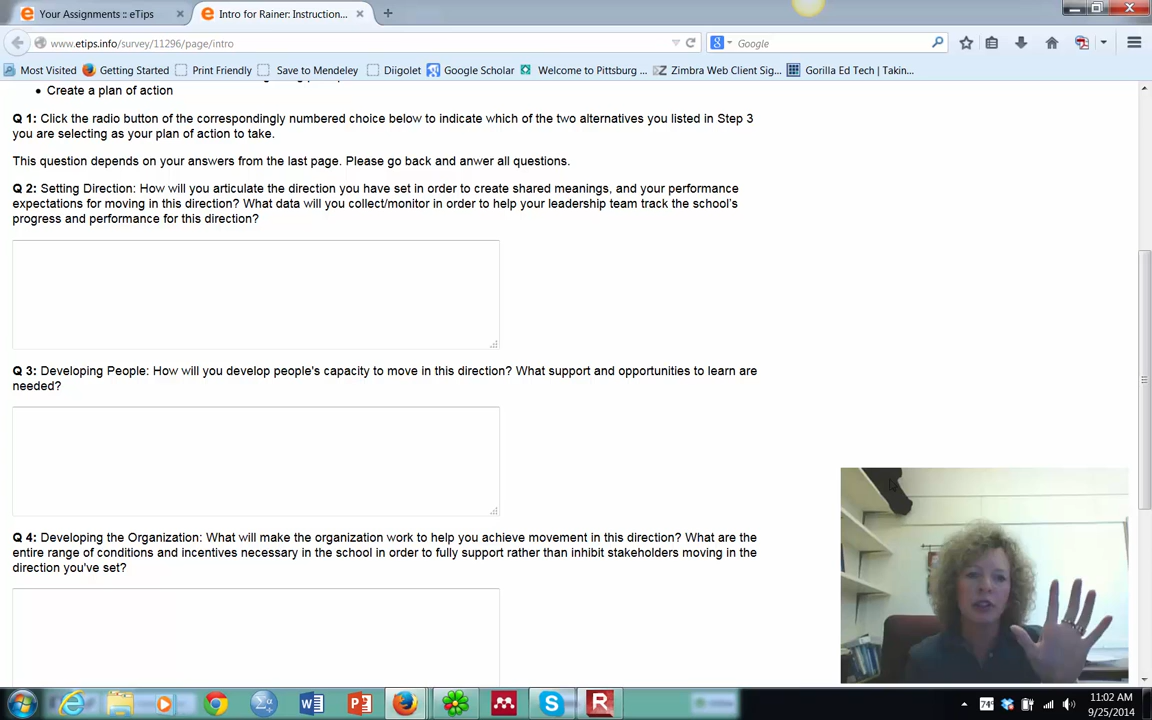 Your Assignments :: eTips
Intro for Rainer: Instruction...
www.etips.info/survey/11296/page/intro
Google
Most Visited
Getting Started
Print Friendly
Save to Mendeley
Diigolet
Google Scholar
Welcome to Pittsburg ...
Zimbra Web Client Sig...
Gorilla Ed Tech | Takin...
• Create a plan of action
Q 1: Click the radio button of the correspondingly numbered choice below to indicate which of the two alternatives you listed in Step 3
you are selecting as your plan of action to take.
This question depends on your answers from the last page. Please go back and anwer all questions.
Q 2: Setting Direction: How will you articulate the direction you have set in order to create shared meanings, and your performance
expectations for moving in this direction? What data will you collect/monitor in order to help your leadership team track the school's
progress and performance for this direction?
Q 3: Developing People: How will you develop people's capacity to move in this direction? What support and opportunities to learn are
needed?
Q 4: Developing the Organization: What will make the organization work to help you achieve movement in this direction? What are the
entire range of conditions and incentives necessary in the school in order to fully support rather than inhibit stakeholders moving in the
direction you've set?
74
11:02 AM
9/25/2014